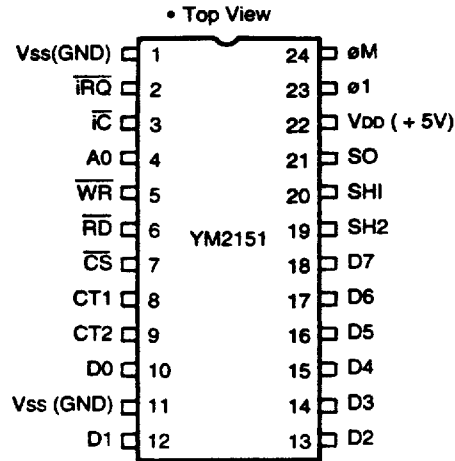 • Top View
Vss(GND) 1 24 øM
iRQ 2 23 ø1
iC 3 22 VDD ( + 5V)
A0 4 21 SO
WR 5 20 SHI
RD 6 19 SH2
CS 7 18 D7
CT1 8 17 D6
CT2 9 16 D5
D0 10 15 D4
Vss (GND) 11 14 D3
D1 12 13 D2
YM2151